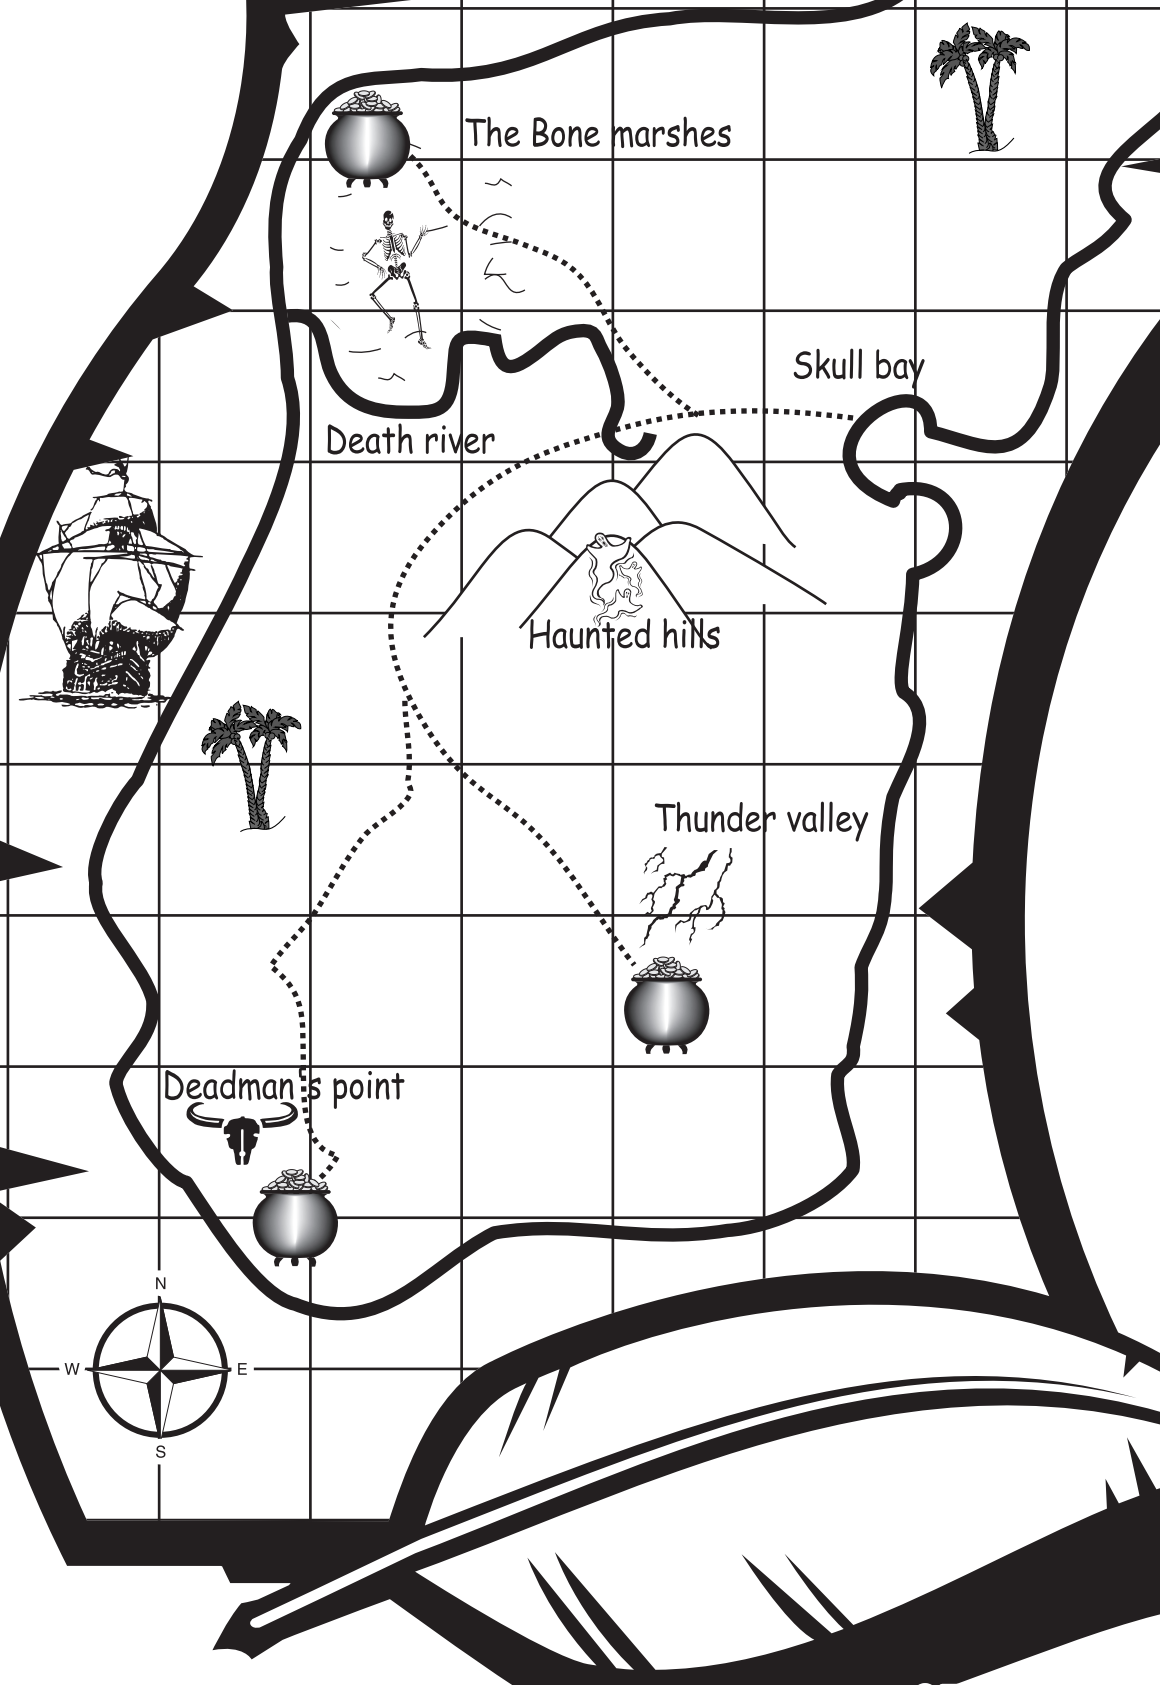 The Bone marshes
Skull bay
Death river
Haunted hills
Thunder valley
Deadman's point
N
W E
S